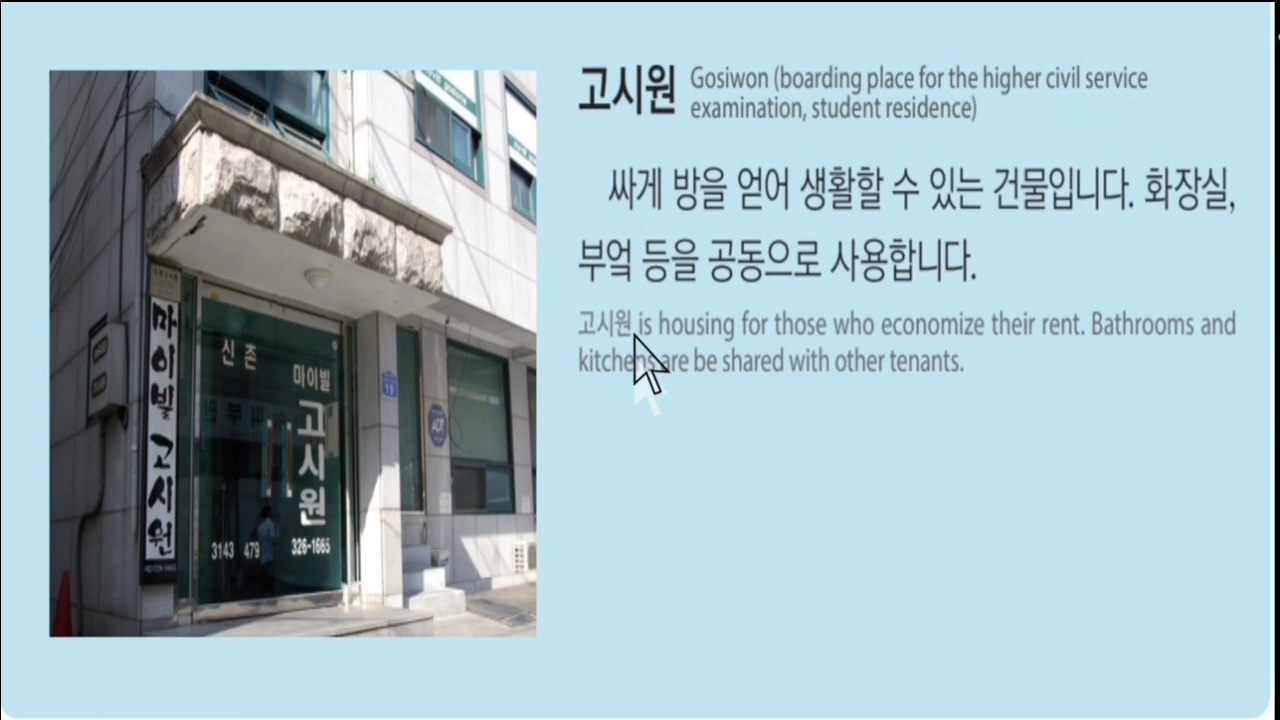 고시원 Gosiwon (boarding place for the higher civil service
examination, student residence)
싸게 방을 얻어 생활할 수 있는 건물입니다. 화장실,
부엌 등을 공동으로 사용합니다.
고시원 is housing for those who economize their rent. Bathrooms and
kitchens are be shared with other tenants.
마이빌 고시원
신촌
마이빌
고시원
3143 479
326-1665
19
ADT